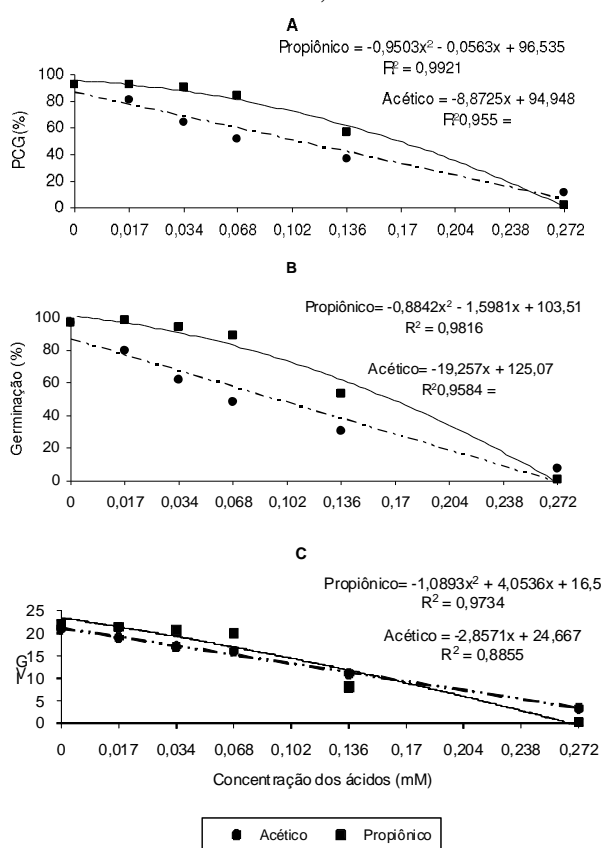 A
Propiônico = -0,9503x² - 0,0563x + 96,535
R² = 0,9921
Acético = -8,8725x + 94,948
R²0,955 =
PCG (%)
100
80
60
40
20
0
0 0,017 0,034 0,068 0,102 0,136 0,17 0,204 0,238 0,272
B
Propiônico= -0,8842x² - 1,5981x + 103,51
R² = 0,9816
Acético= -19,257x + 125,07
R²0,9584 =
Germinação (%)
100
80
60
40
20
0
0 0,017 0,034 0,068 0,102 0,136 0,17 0,204 0,238 0,272
C
Propiônico= -1,0893x² + 4,0536x + 16,5
R² = 0,9734
Acético = -2,8571x + 24,667
R² = 0,8855
IVG
25
20
15
10
5
0
0 0,017 0,034 0,068 0,102 0,136 0,17 0,204 0,238 0,272
Concentração dos ácidos (mM)
Acético Propiônico